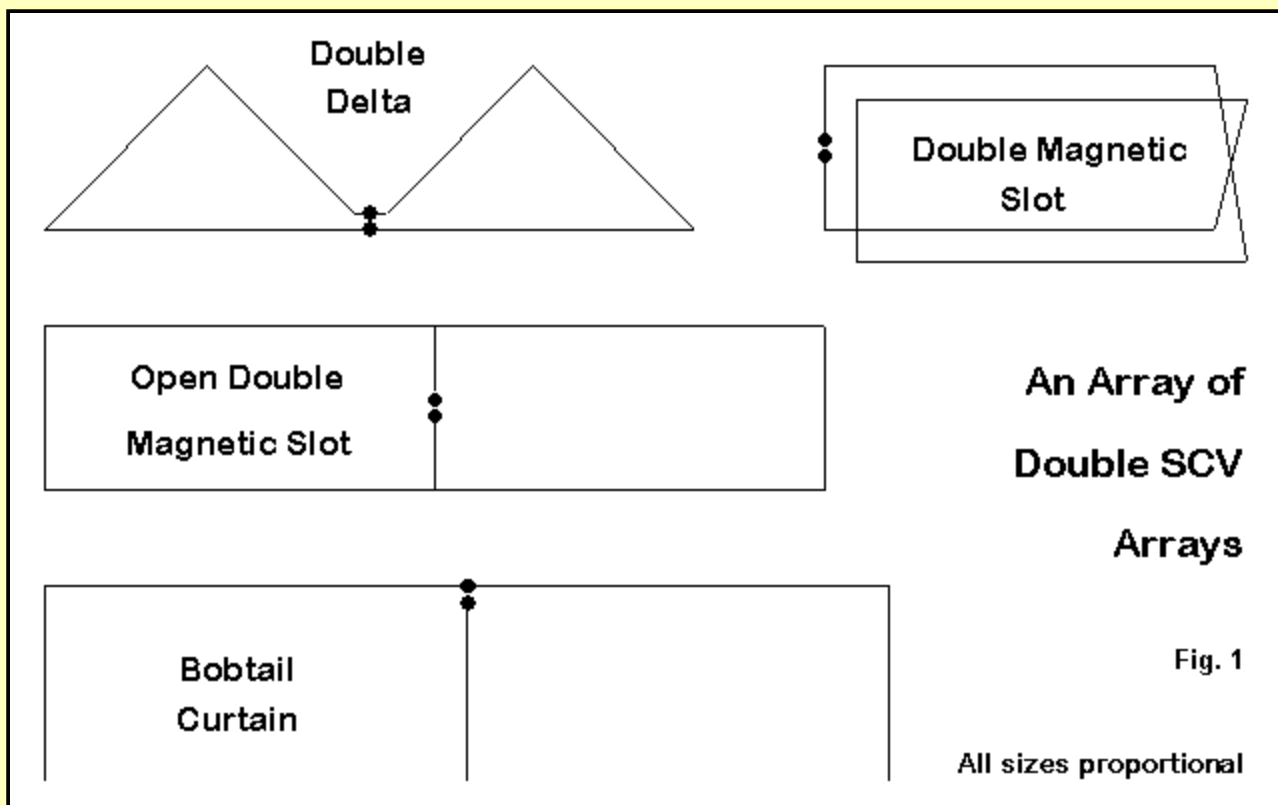 Double
Delta
Double Magnetic
Slot
Open Double
Magnetic Slot
An Array of
Double SCV
Arrays
Bobtail
Curtain
Fig. 1
All sizes proportional